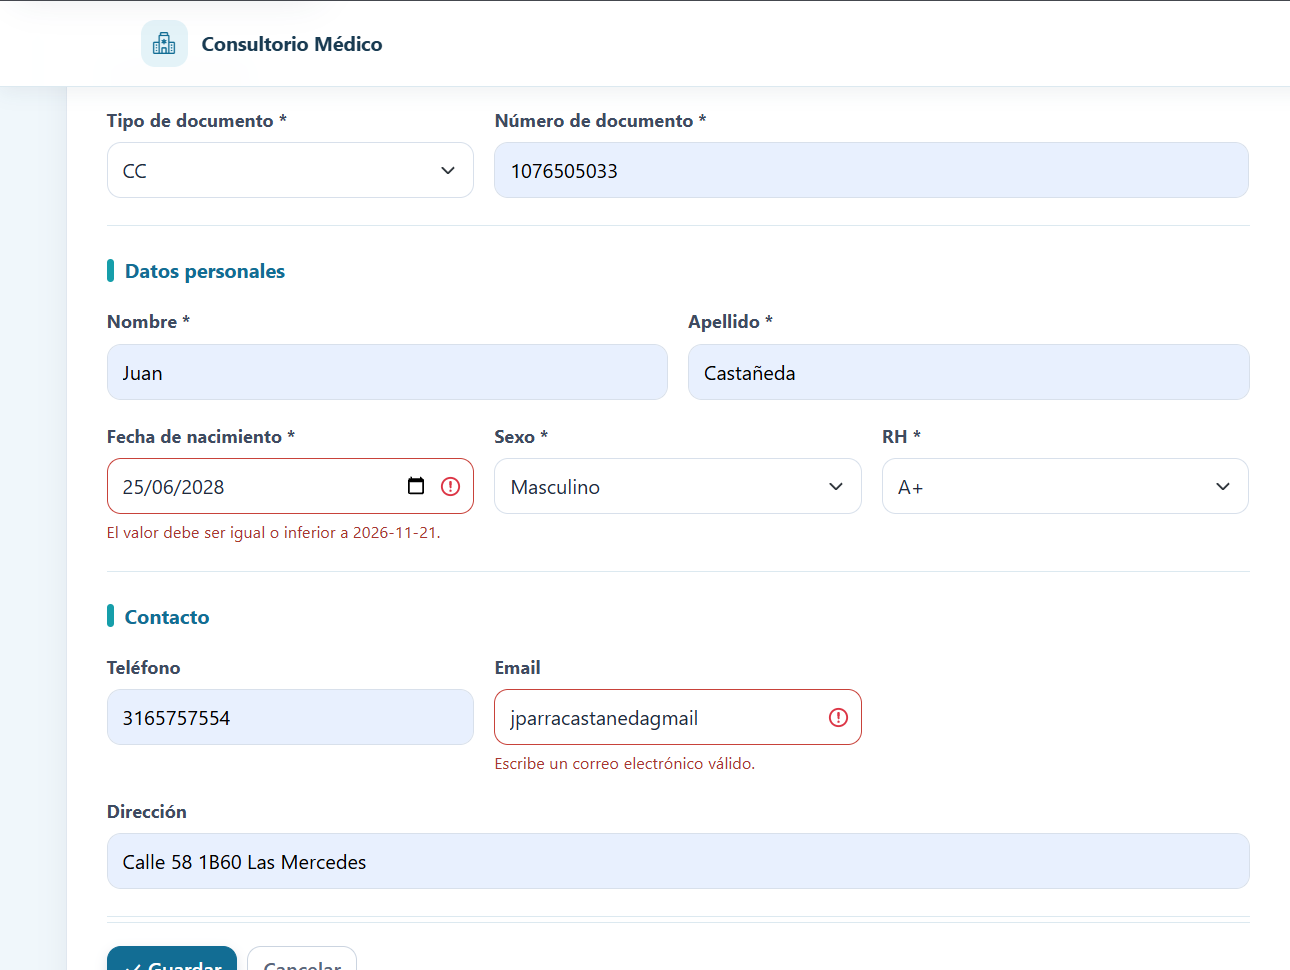 Consultorio Médico
Tipo de documento * Número de documento *
CC 1076505033
Datos personales
Nombre * Apellido *
Juan Castañeda
Fecha de nacimiento * Sexo * RH *
25/06/2028 Masculino A+
El valor debe ser igual o inferior a 2026-11-21.
Contacto
Teléfono Email
3165757554 jparracastanedagmail
Escribe un correo electrónico válido.
Dirección
Calle 58 1B60 Las Mercedes
Guardar Cancelar